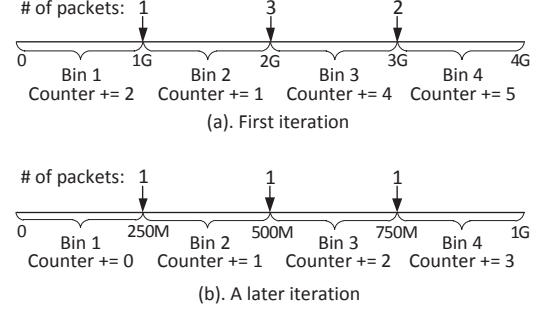 # of packets: 1 3 2
0 1G 2G 3G 4G
Bin 1 Bin 2 Bin 3 Bin 4
Counter += 2 Counter += 1 Counter += 4 Counter += 5
(a). First iteration
# of packets: 1 1 1
0 250M 500M 750M 1G
Bin 1 Bin 2 Bin 3 Bin 4
Counter += 0 Counter += 1 Counter += 2 Counter += 3
(b). A later iteration